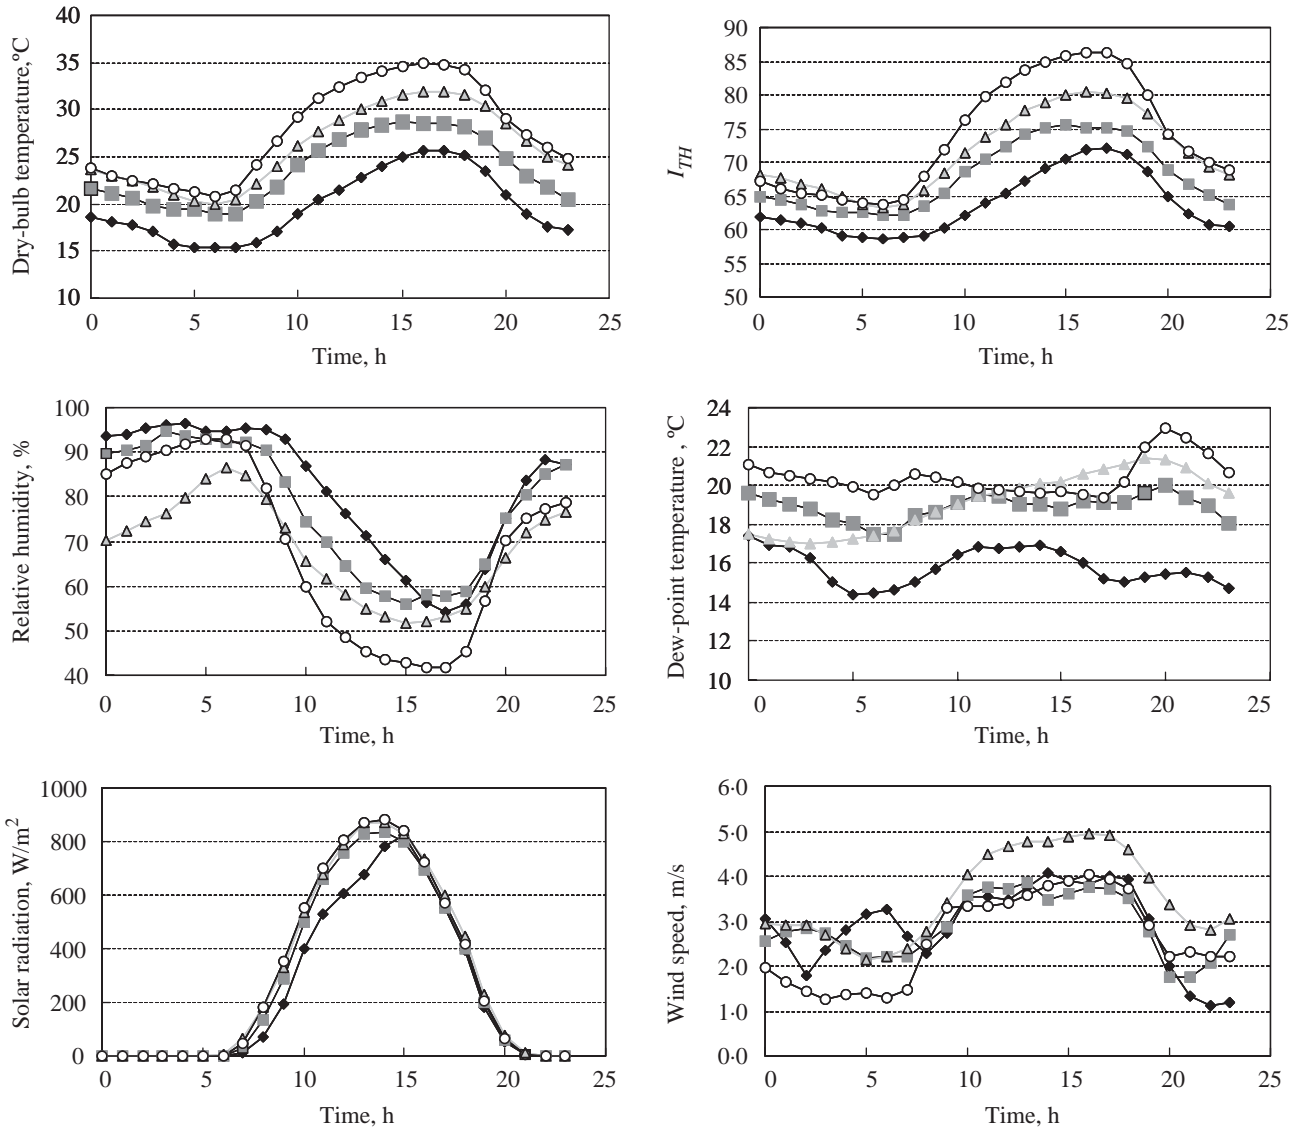 Dry-bulb temperature,ºC
40
35
30
25
20
15
10
0 5 10 15 20 25
Time, h
I_TH
90
85
80
75
70
65
60
55
50
0 5 10 15 20 25
Time, h
Relative humidity, %
100
90
80
70
60
50
40
0 5 10 15 20 25
Time, h
Dew-point temperature , ºC
24
22
20
18
16
14
12
10
0 5 10 15 20 25
Time, h
Solar radiation, W/m²
1000
800
600
400
200
0
0 5 10 15 20 25
Time, h
Wind speed, m/s
6·0
5·0
4·0
3·0
2·0
1·0
0·0
0 5 10 15 20 25
Time, h